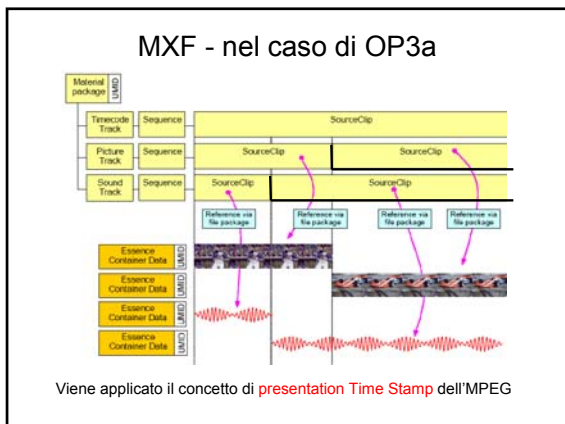 MXF - nel caso di OP3a
Material package
UMID
Timecode Track
Sequence
SourceClip
Picture Track
Sequence
SourceClip
SourceClip
Sound Track
Sequence
SourceClip
SourceClip
Reference via file package
Reference via file package
Reference via file package
Reference via file package
Essence Container Data
UMID
Essence Container Data
UMID
Essence Container Data
UMID
Essence Container Data
UMID
Viene applicato il concetto di presentation Time Stamp dell'MPEG